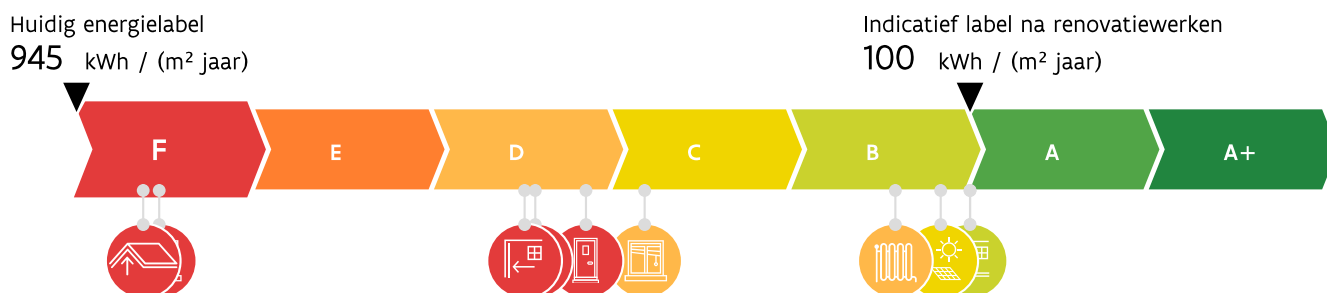 Huidig energielabel
945 kWh / (m² jaar)
Indicatief label na renovatiewerken
100 kWh / (m² jaar)
F E D C B A A+